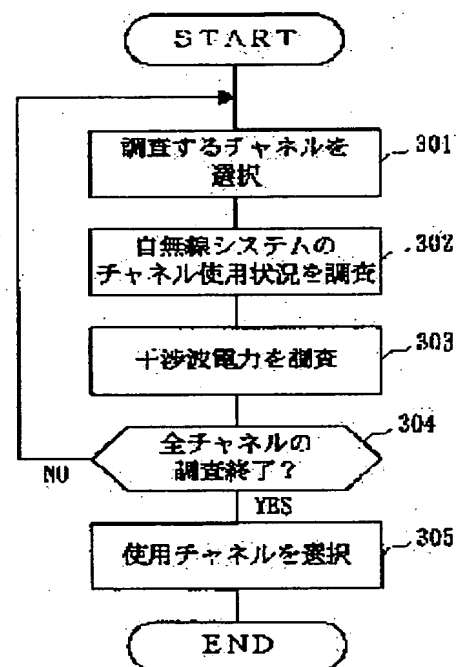 START
調査するチャネルを
選択
301
自無線システムの
チャネル使用状況を調査
302
干渉波電力を調査
303
全チャネルの
調査終了?
304
NO
YES
使用チャネルを選択
305
END